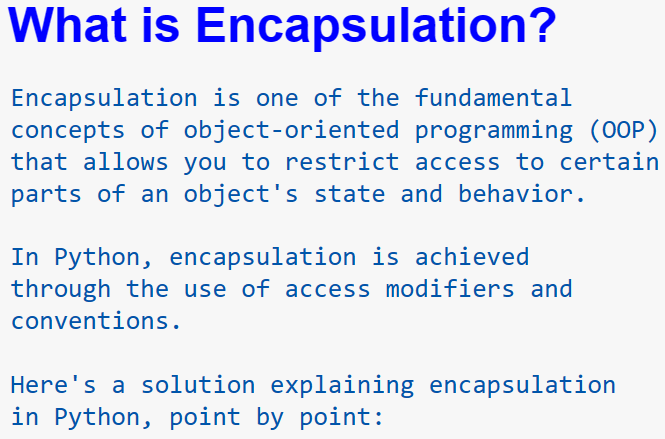 What is Encapsulation?
Encapsulation is one of the fundamental
concepts of object-oriented programming (OOP)
that allows you to restrict access to certain
parts of an object's state and behavior.
In Python, encapsulation is achieved
through the use of access modifiers and
conventions.
Here's a solution explaining encapsulation
in Python, point by point: